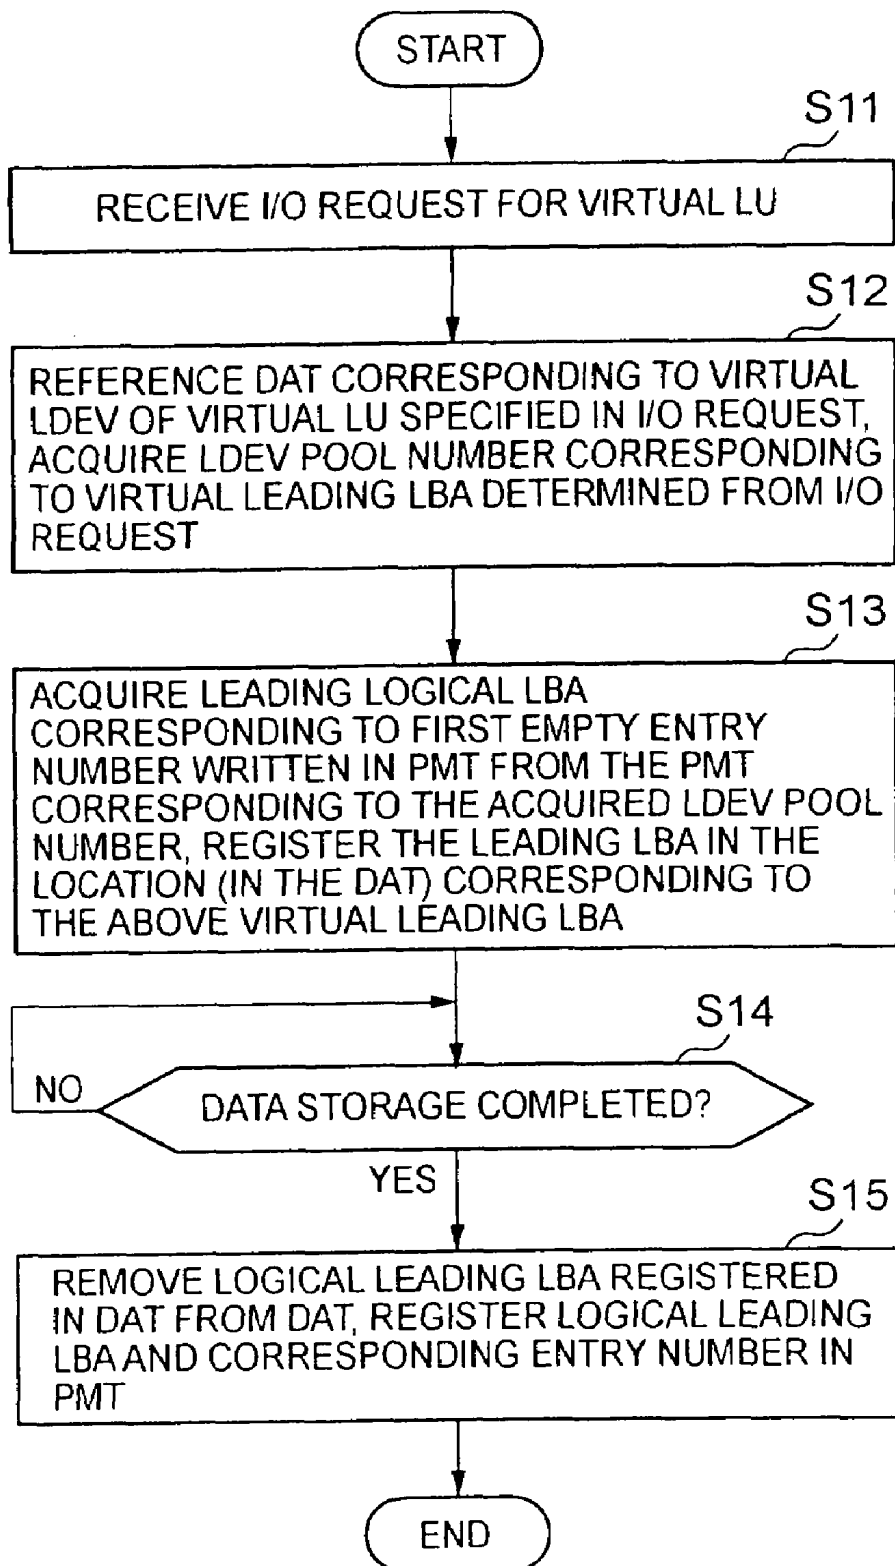 START
S11
RECEIVE I/O REQUEST FOR VIRTUAL LU
S12
REFERENCE DAT CORRESPONDING TO VIRTUAL
LDEV OF VIRTUAL LU SPECIFIED IN I/O REQUEST,
ACQUIRE LDEV POOL NUMBER CORRESPONDING
TO VIRTUAL LEADING LBA DETERMINED FROM I/O
REQUEST
S13
ACQUIRE LEADING LOGICAL LBA
CORRESPONDING TO FIRST EMPTY ENTRY
NUMBER WRITTEN IN PMT FROM THE PMT
CORRESPONDING TO THE ACQUIRED LDEV POOL
NUMBER, REGISTER THE LEADING LBA IN THE
LOCATION (IN THE DAT) CORRESPONDING TO
THE ABOVE VIRTUAL LEADING LBA
S14
NO
DATA STORAGE COMPLETED?
YES
S15
REMOVE LOGICAL LEADING LBA REGISTERED
IN DAT FROM DAT, REGISTER LOGICAL LEADING
LBA AND CORRESPONDING ENTRY NUMBER IN
PMT
END